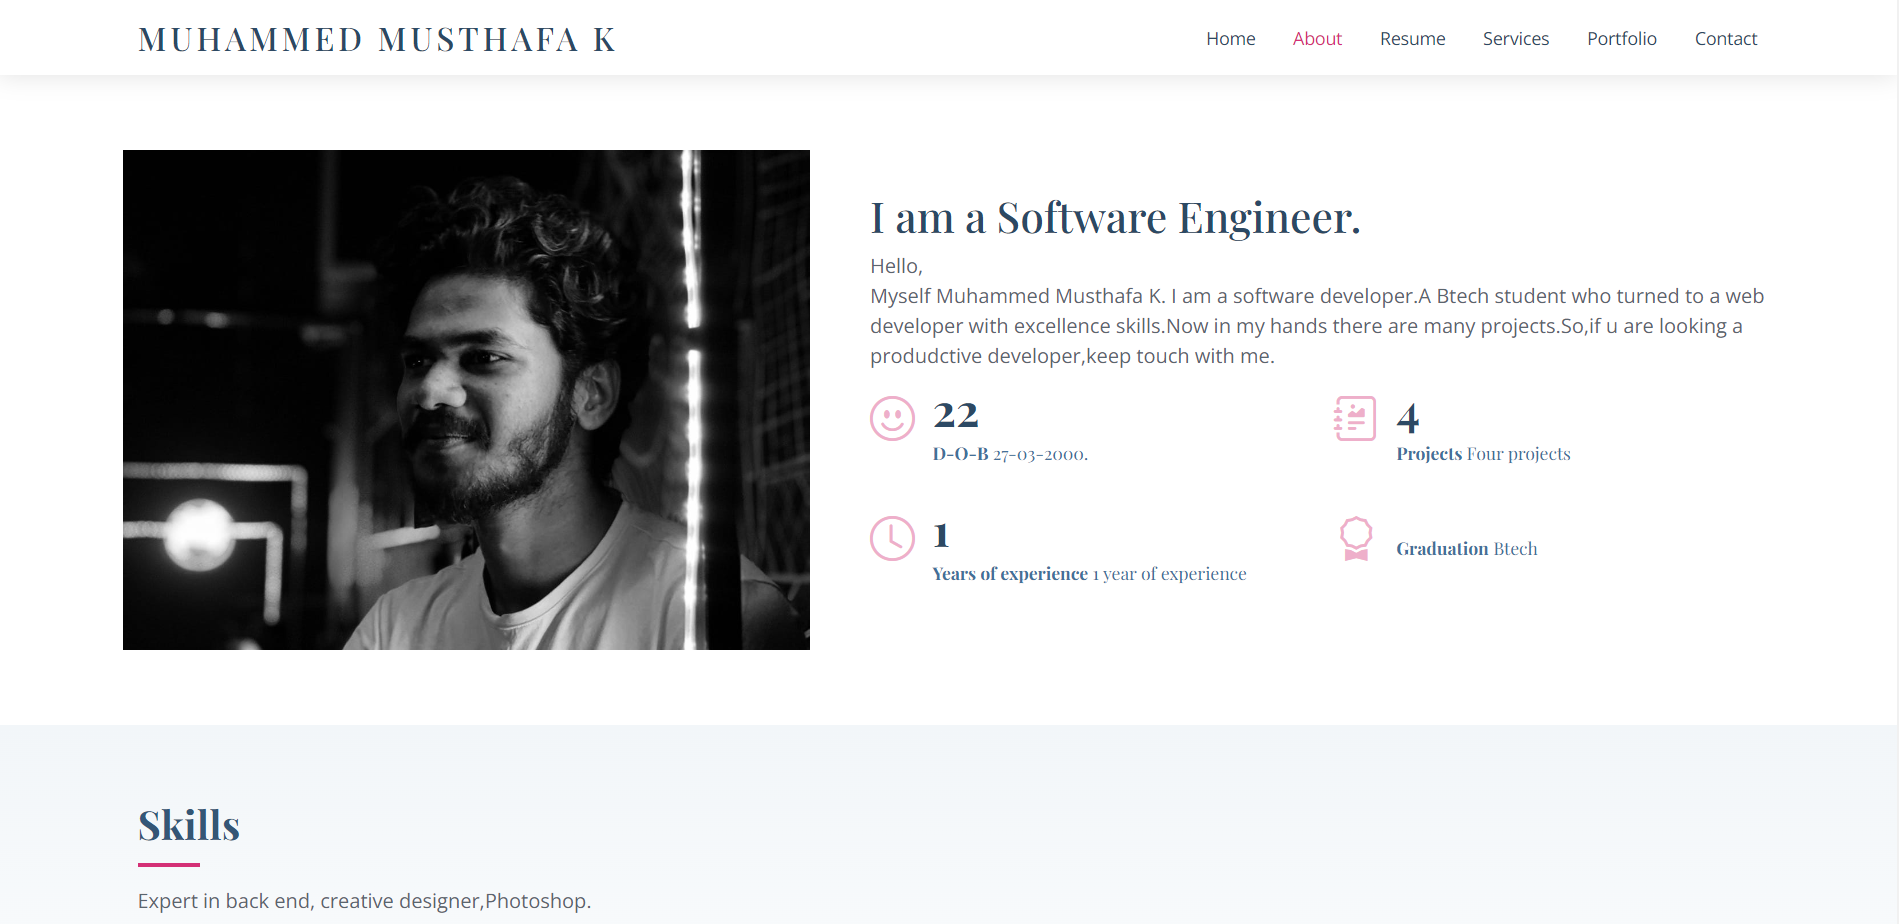 MUHAMMED MUSTHAFA K
Home About Resume Services Portfolio Contact
I am a Software Engineer.
Hello,
Myself Muhammed Musthafa K. I am a software developer.A Btech student who turned to a web
developer with excellence skills.Now in my hands there are many projects.So,if u are looking a
produdctive developer,keep touch with me.
22
D-O-B 27-03-2000.
4
Projects Four projects
1
Years of experience 1 year of experience
Graduation Btech
Skills
Expert in back end, creative designer,Photoshop.